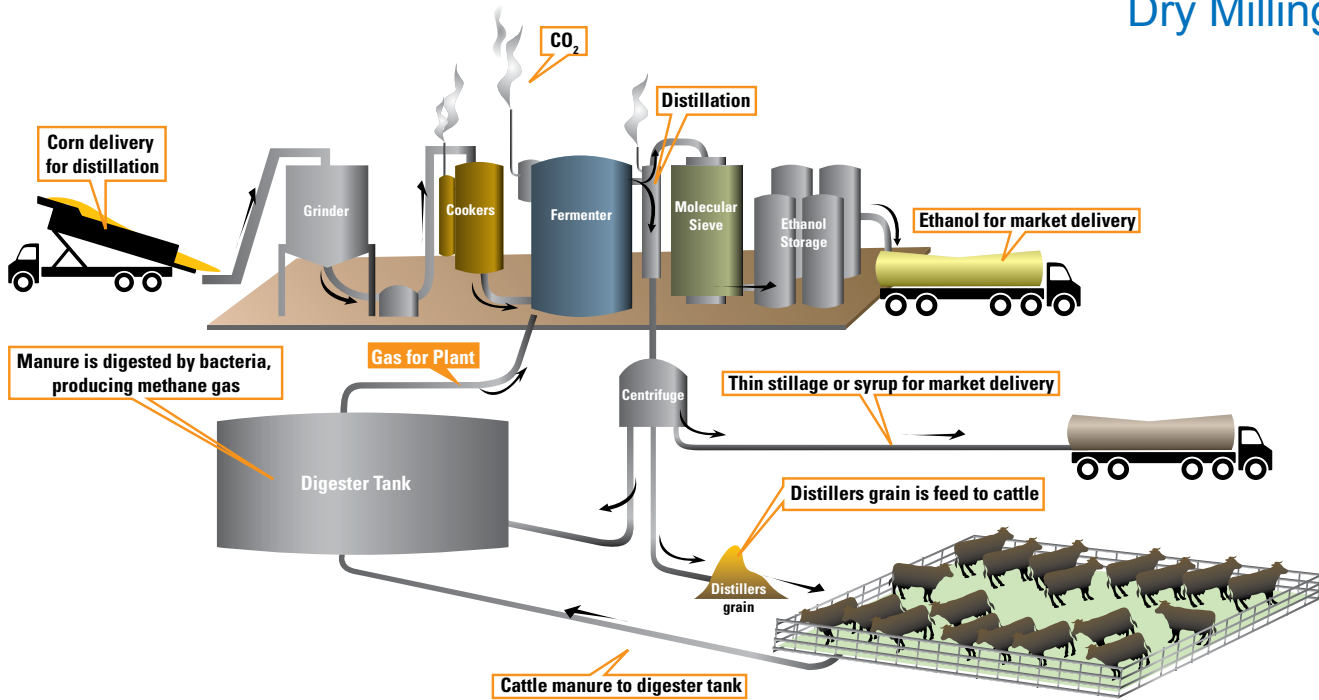 Dry Milling
CO2
Distillation
Corn delivery
for distillation
Grinder
Cookers
Fermenter
Molecular
Sieve
Ethanol
Storage
Ethanol for market delivery
Manure is digested by bacteria,
producing methane gas
Gas for Plant
Centrifuge
Thin stillage or syrup for market delivery
Digester Tank
Distillers grain is feed to cattle
Distillers
grain
Cattle manure to digester tank